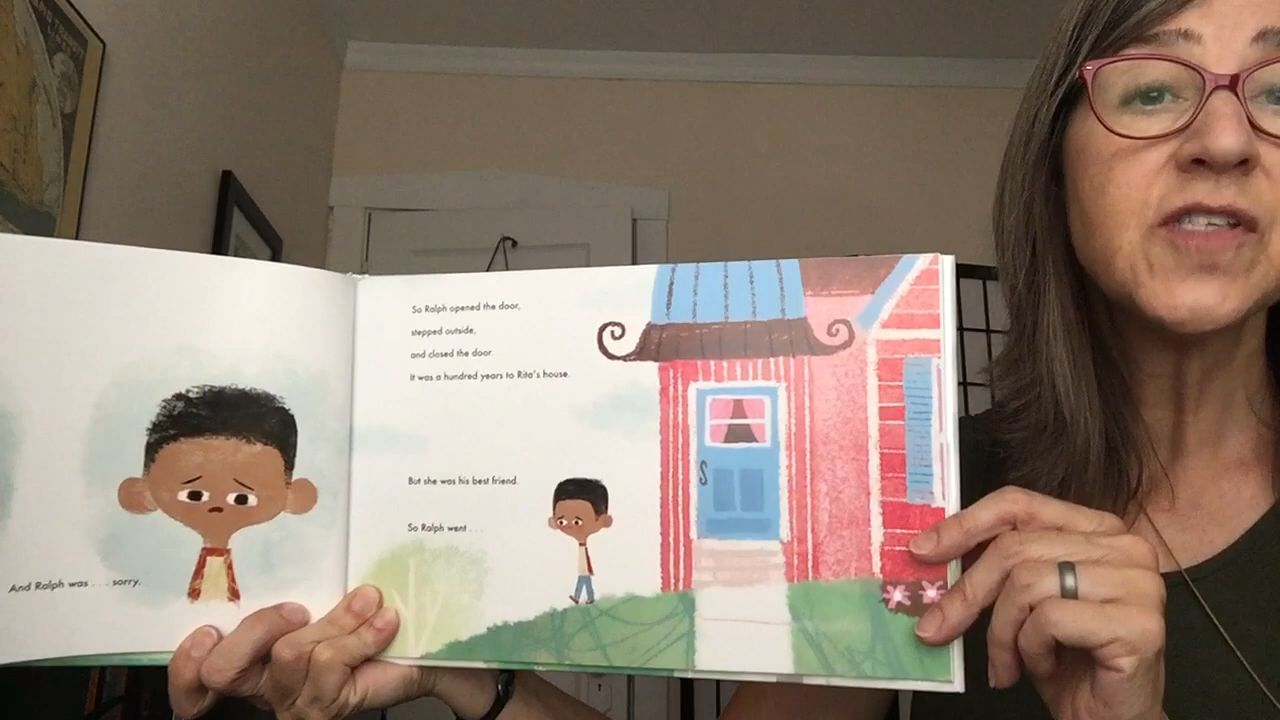 And Ralph was . . . sorry.
So Ralph opened the door,
stepped outside,
and closed the door.
It was a hundred years to Rita's house.
But she was his best friend.
So Ralph went . . .